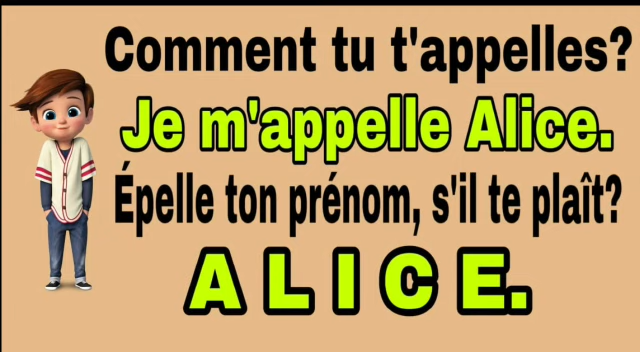 Comment tu t'appelles?
Je m'appelle Alice.
Épelle ton prénom, s'il te plaît?
A L I C E.